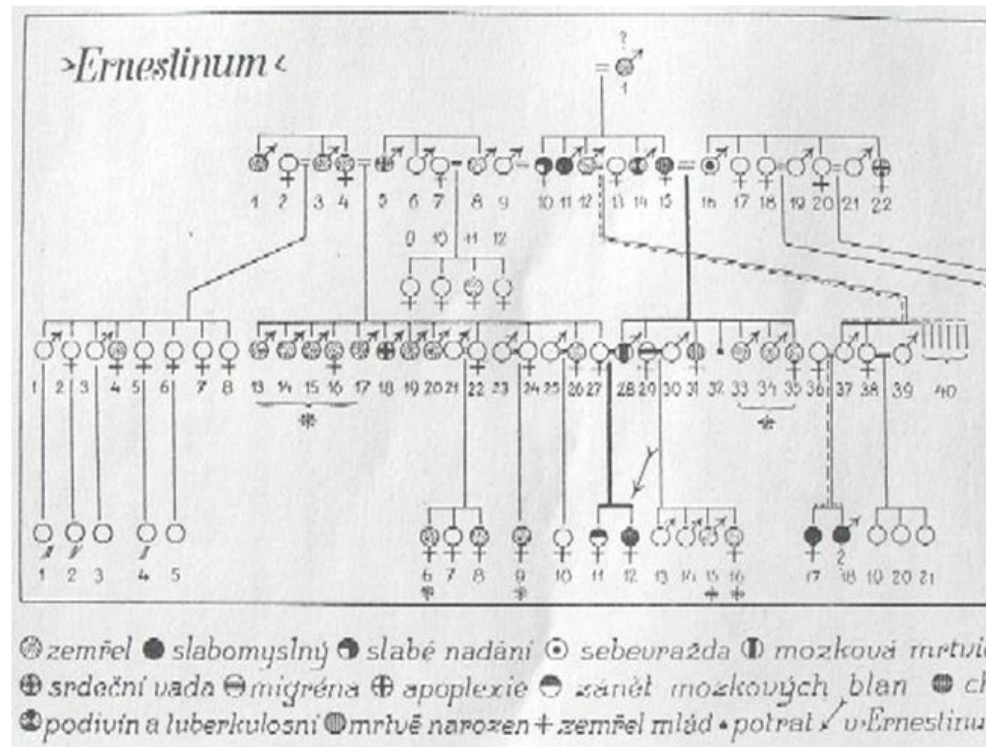 >Ernestinum<
?
1
1 2 3 4 5 6 7 8 9 10 11 12 13 14 15 16 17 18 19 20 21 22
9 10 11 12
1 2 3 4 5 6 7 8 13 14 15 16 17 18 19 20 21 22 23 24 25 26 27 28 29 30 31 32 33 34 35 36 37 38 39 40
?
1 2 3 4 5 6 7 8 9 10 11 12 13 14 15 16 17 18 19 20 21
zemřel slabomyslný slabé nadání sebevražda mozková mrtvic
srdeční vada migréna apoplexie zánět mozkových blan
podivín a tuberkulosní mrtvě narozen zemřel mlád potrat v Ernestinu